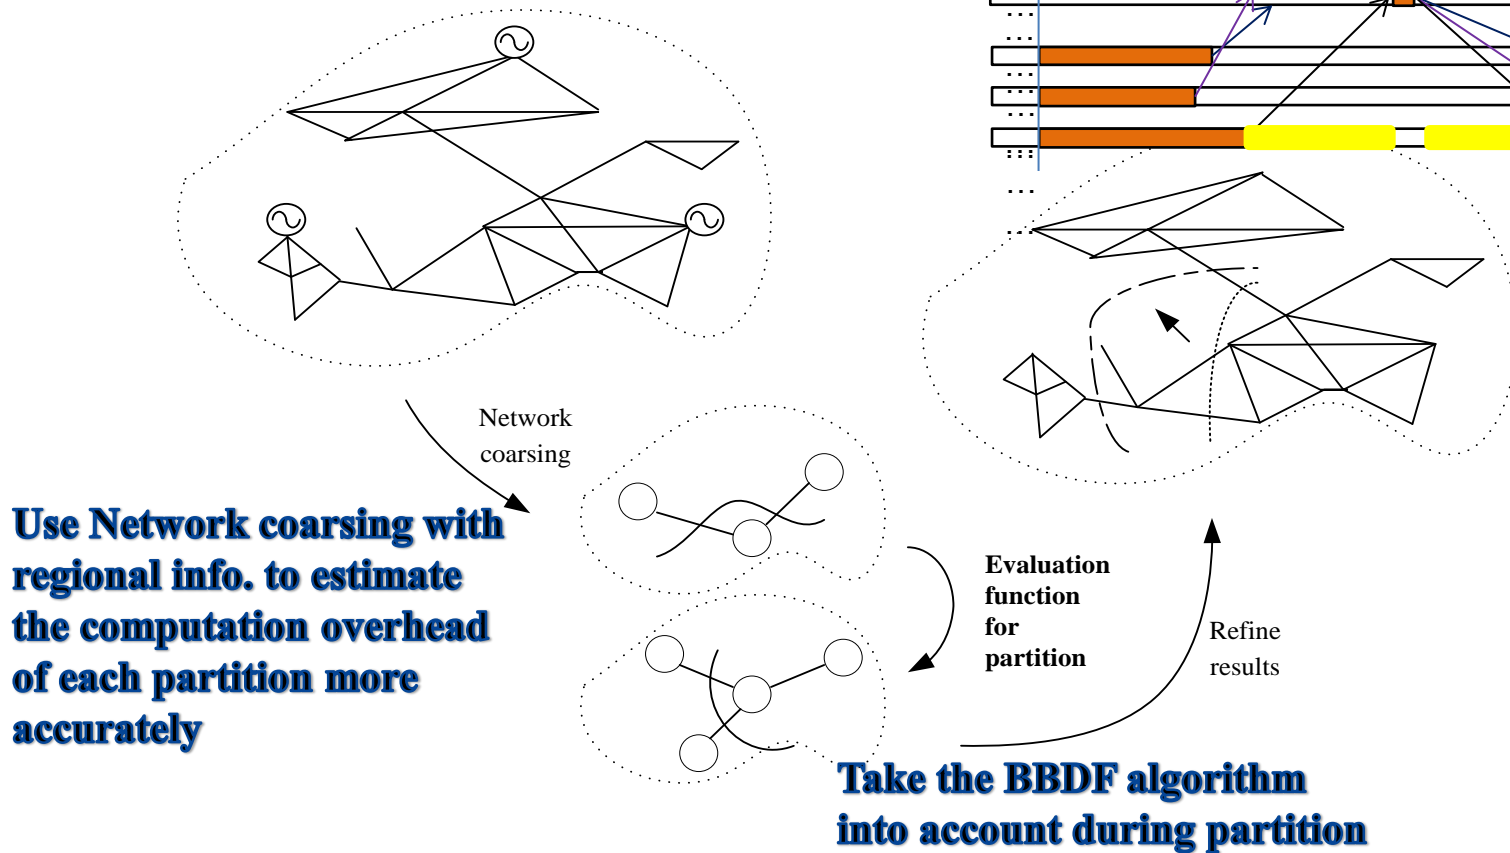 Network
coarsing
Use Network coarsing with
regional info. to estimate
the computation overhead
of each partition more
accurately
Evaluation
function
for
partition
Refine
results
Take the BBDF algorithm
into account during partition